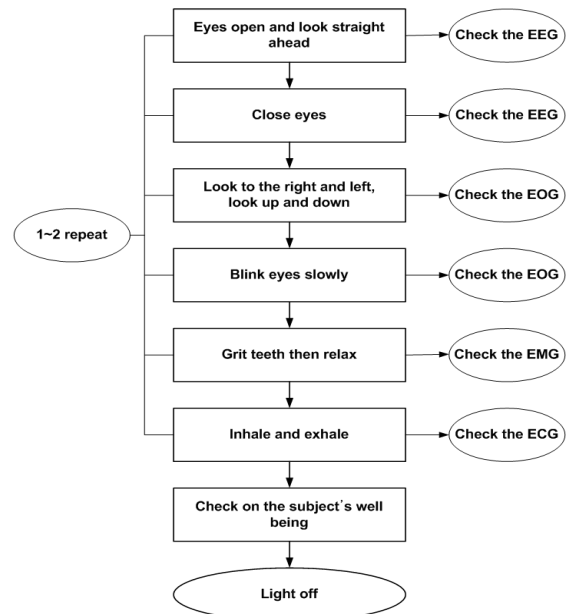 Eyes open and look straight
ahead
Check the EEG
Close eyes
Check the EEG
Look to the right and left,
look up and down
Check the EOG
1~2 repeat
Blink eyes slowly
Check the EOG
Grit teeth then relax
Check the EMG
Inhale and exhale
Check the ECG
Check on the subject's well
being
Light off